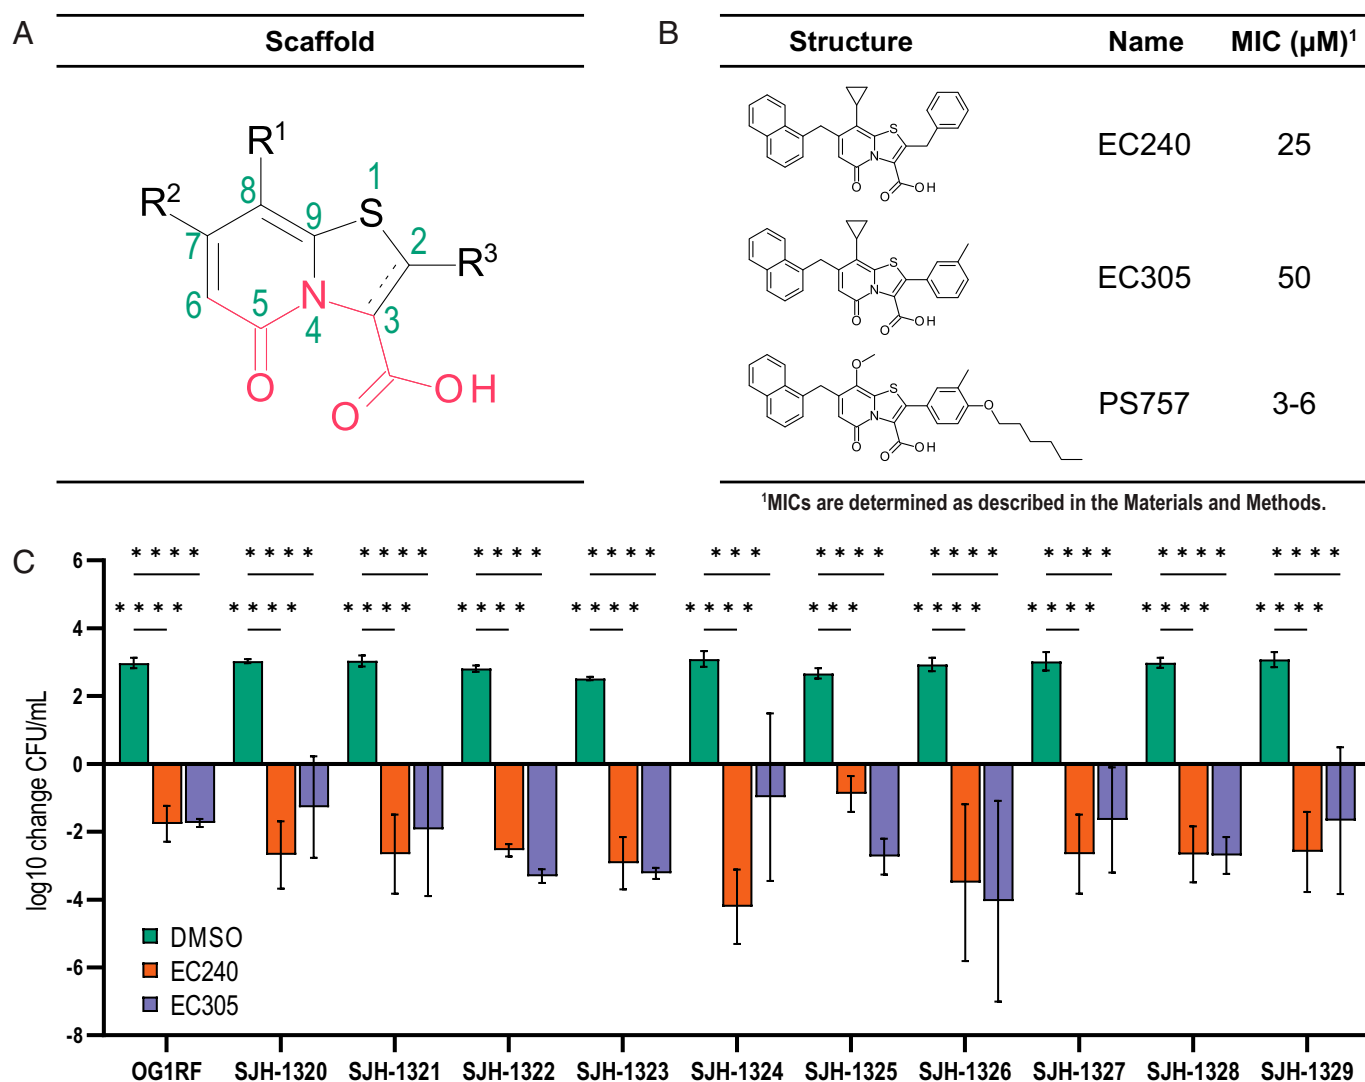 A
Scaffold
R¹
R²
R³
S
N
O
O
OH
1
2
3
4
5
6
7
8
9
B
Structure Name MIC (μM)¹
S
N
O
O
OH
EC240 25
S
N
O
O
OH
EC305 50
O
S
N
O
O
O
OH
PS757 3-6
¹MICs are determined as described in the Materials and Methods.
C
**** **** **** **** **** *** **** **** **** **** ****
**** **** **** **** **** **** *** **** **** **** ****
log10 change CFU/mL
6
4
2
0
-2
-4
-6
-8
DMSO
EC240
EC305
OG1RF SJH-1320 SJH-1321 SJH-1322 SJH-1323 SJH-1324 SJH-1325 SJH-1326 SJH-1327 SJH-1328 SJH-1329